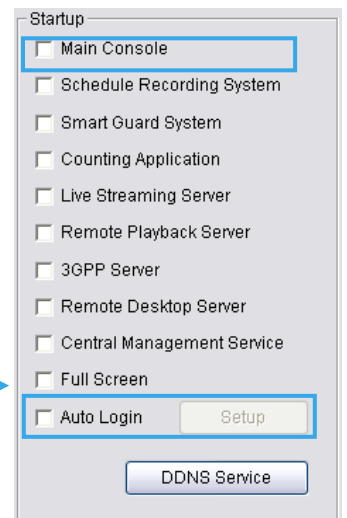 Startup
Main Console
Schedule Recording System
Smart Guard System
Counting Application
Live Streaming Server
Remote Playback Server
3GPP Server
Remote Desktop Server
Central Management Service
Full Screen
Auto Login Setup
DDNS Service